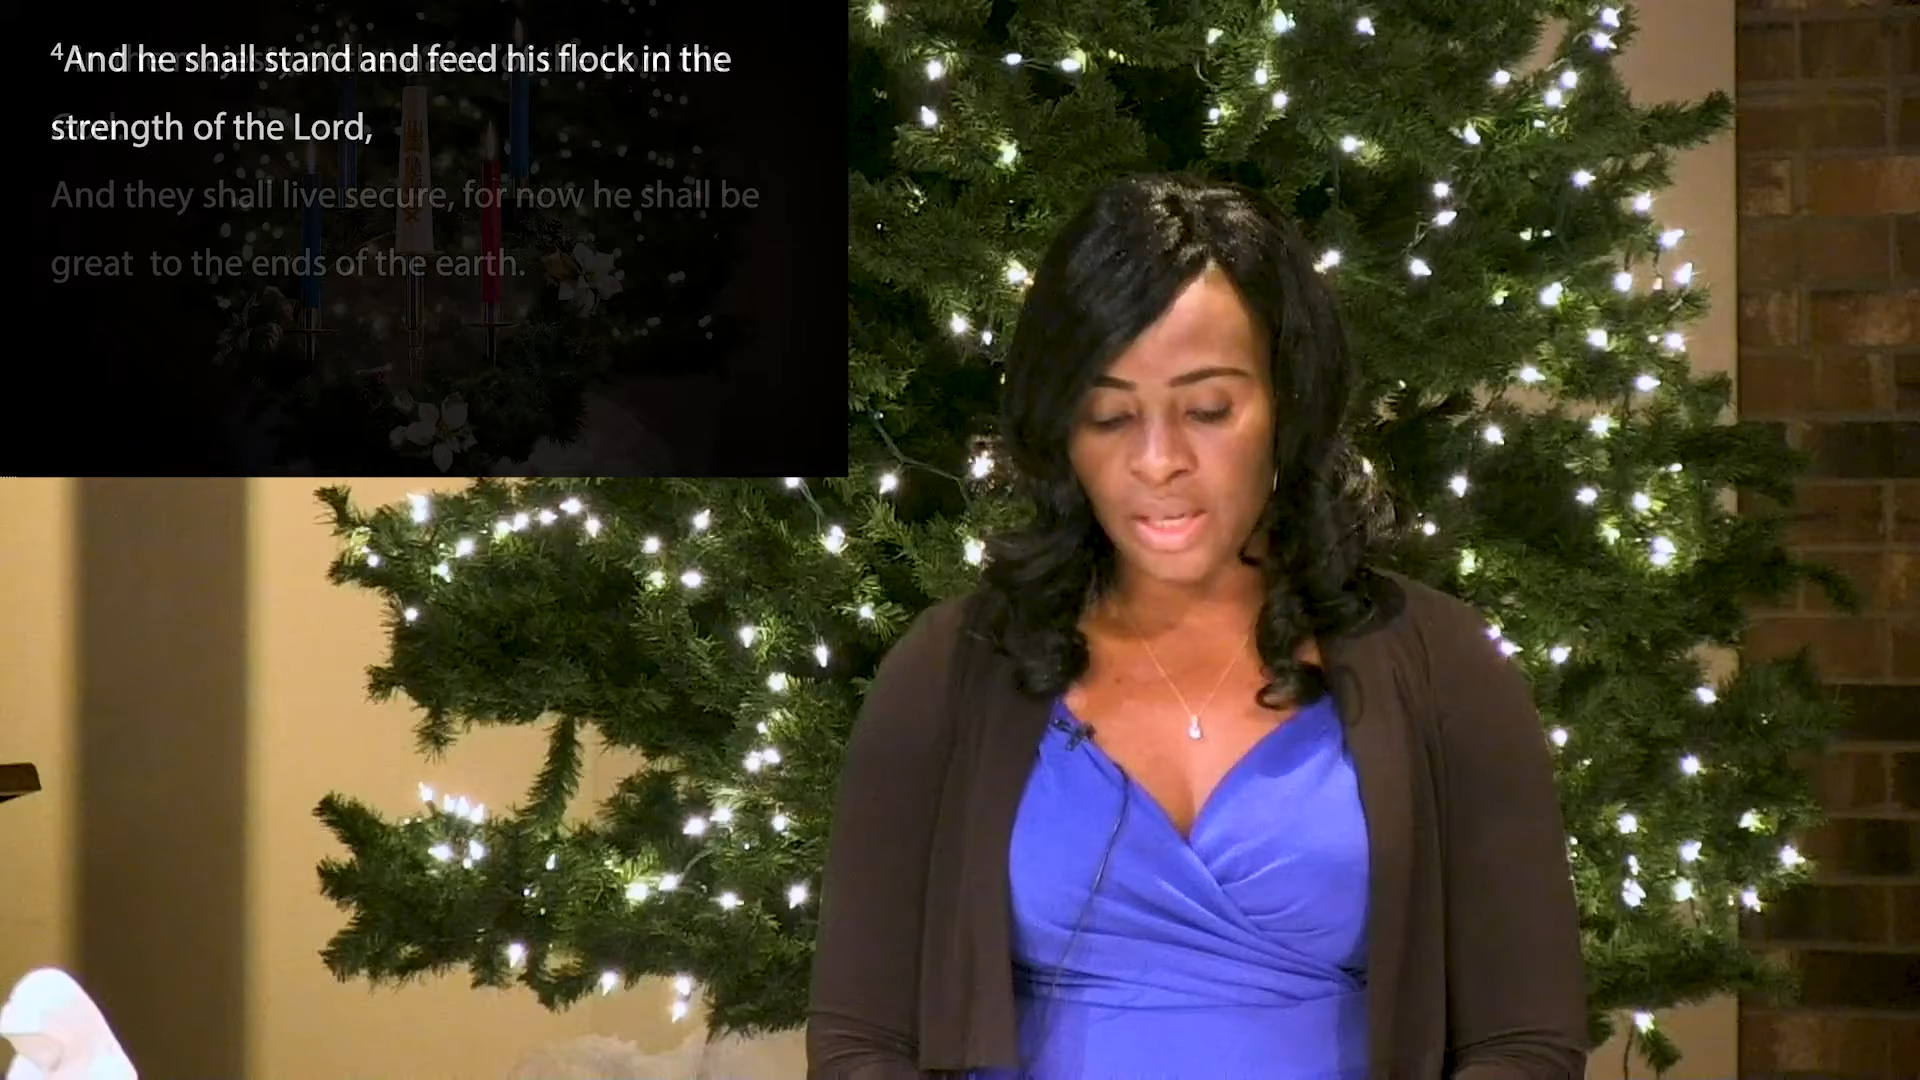 ⁴And he shall stand and feed his flock in the
strength of the Lord,
And they shall live secure, for now he shall be
great to the ends of the earth.